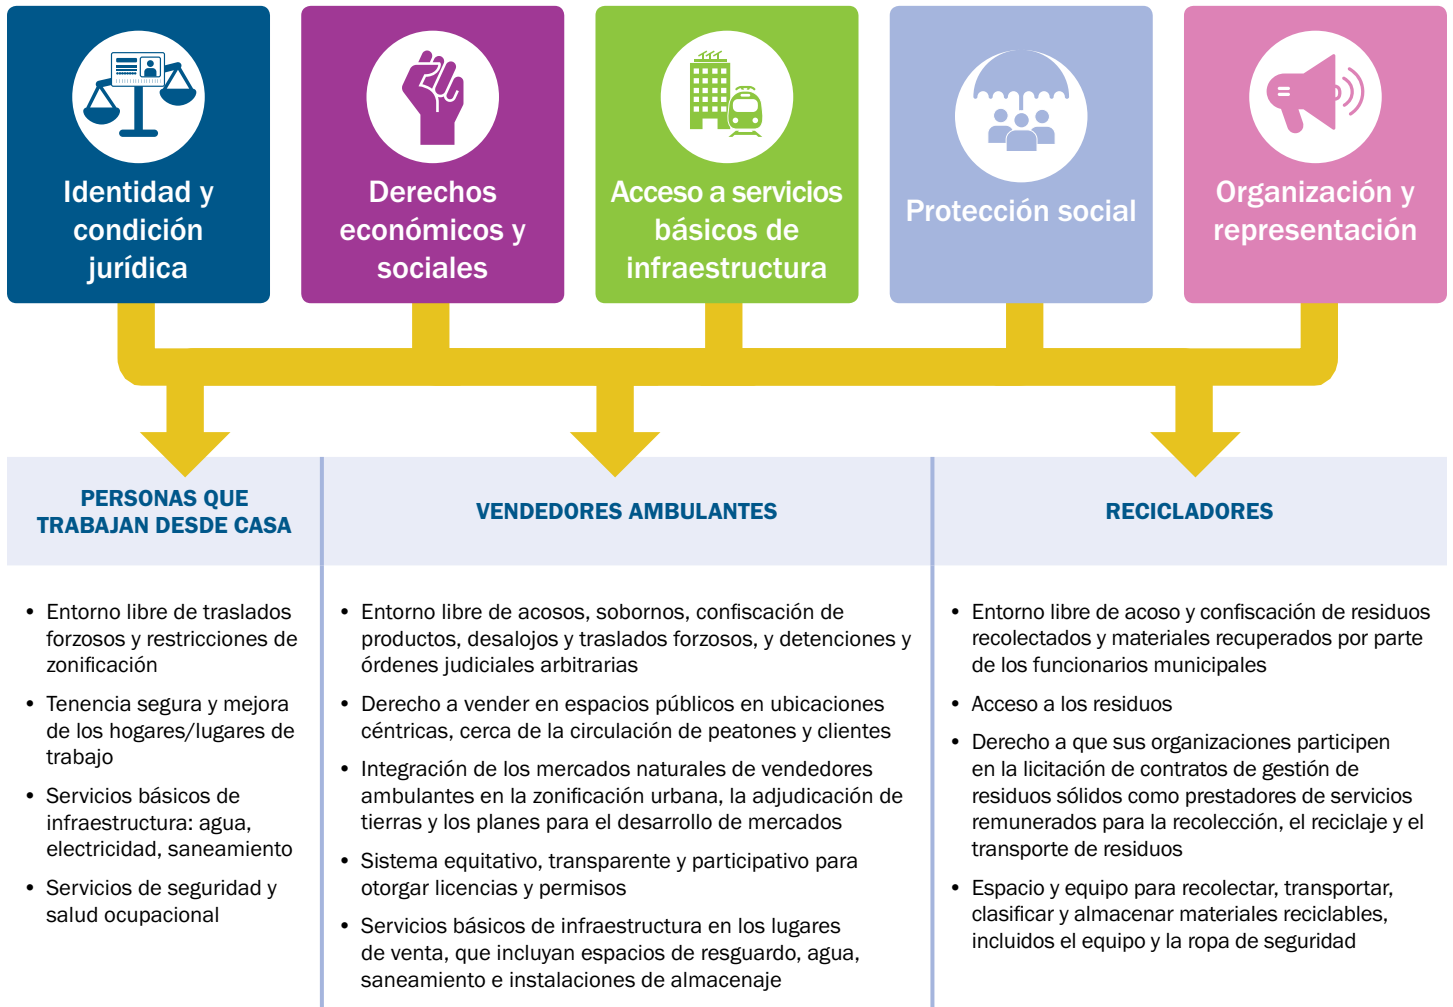 Identidad y
condición
jurídica
Derechos
económicos y
sociales
Acceso a servicios
básicos de
infraestructura
Protección social
Organización y
representación
PERSONAS QUE
TRABAJAN DESDE CASA
• Entorno libre de traslados
forzosos y restricciones de
zonificación
• Tenencia segura y mejora
de los hogares/lugares de
trabajo
• Servicios básicos de
infraestructura: agua,
electricidad, saneamiento
• Servicios de seguridad y
salud ocupacional
VENDEDORES AMBULANTES
• Entorno libre de acosos, sobornos, confiscación de
productos, desalojos y traslados forzosos, y detenciones y
órdenes judiciales arbitrarias
• Derecho a vender en espacios públicos en ubicaciones
céntricas, cerca de la circulación de peatones y clientes
• Integración de los mercados naturales de vendedores
ambulantes en la zonificación urbana, la adjudicación de
tierras y los planes para el desarrollo de mercados
• Sistema equitativo, transparente y participativo para
otorgar licencias y permisos
• Servicios básicos de infraestructura en los lugares
de venta, que incluyan espacios de resguardo, agua,
saneamiento e instalaciones de almacenaje
RECICLADORES
• Entorno libre de acoso y confiscación de residuos
recolectados y materiales recuperados por parte
de los funcionarios municipales
• Acceso a los residuos
• Derecho a que sus organizaciones participen
en la licitación de contratos de gestión de
residuos sólidos como prestadores de servicios
remunerados para la recolección, el reciclaje y el
transporte de residuos
• Espacio y equipo para recolectar, transportar,
clasificar y almacenar materiales reciclables,
incluidos el equipo y la ropa de seguridad